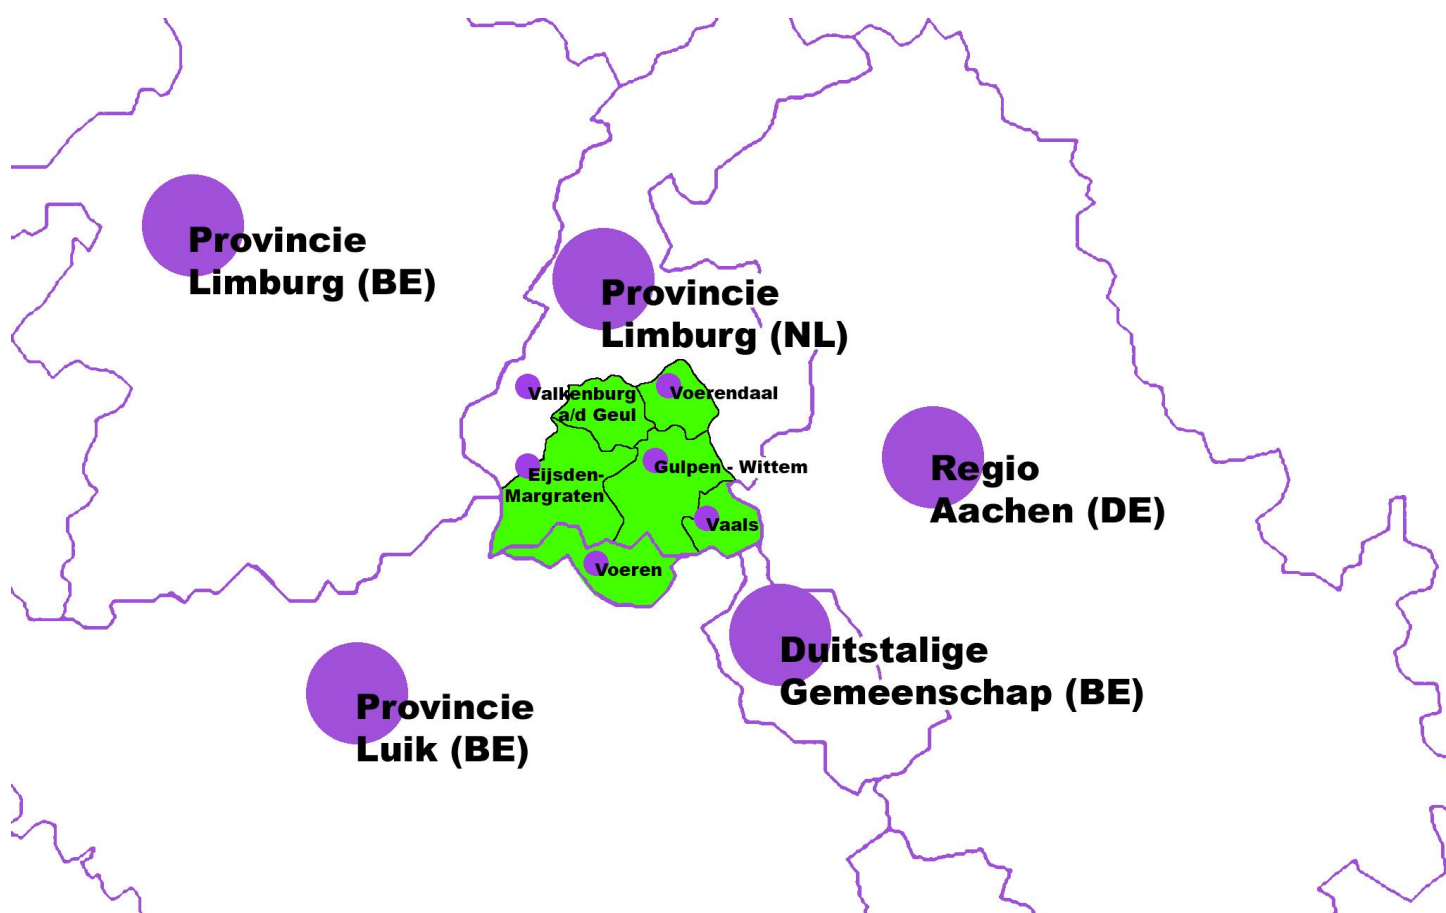 Provincie
Limburg (BE)
Provincie
Limburg (NL)
Valkenburg
a/d Geul
Voerendaal
Eijsden-
Margraten
Gulpen - Wittem
Vaals
Voeren
Regio
Aachen (DE)
Duitstalige
Gemeenschap (BE)
Provincie
Luik (BE)